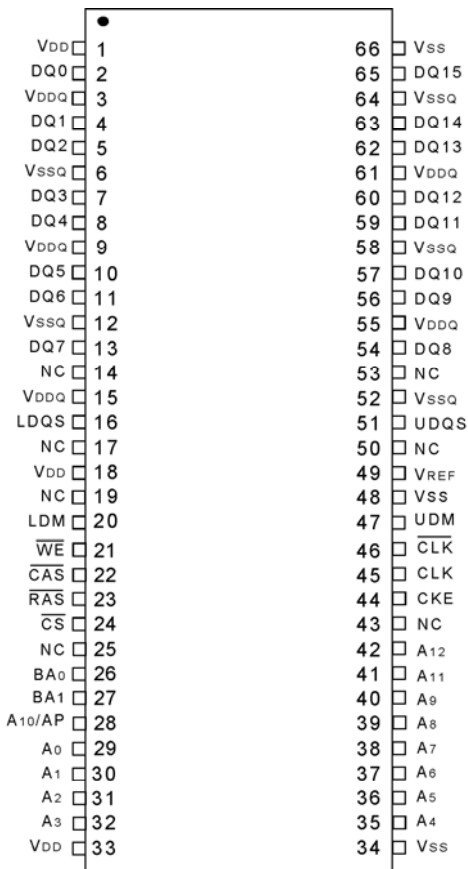 VDD 1 66 VSS
DQ0 2 65 DQ15
VDDQ 3 64 VSSQ
DQ1 4 63 DQ14
DQ2 5 62 DQ13
VSSQ 6 61 VDDQ
DQ3 7 60 DQ12
DQ4 8 59 DQ11
VDDQ 9 58 VSSQ
DQ5 10 57 DQ10
DQ6 11 56 DQ9
VSSQ 12 55 VDDQ
DQ7 13 54 DQ8
NC 14 53 NC
VDDQ 15 52 VSSQ
LDQS 16 51 UDQS
NC 17 50 NC
VDD 18 49 VREF
NC 19 48 VSS
LDM 20 47 UDM
W̅E̅ 21 46 C̅L̅K̅
C̅A̅S̅ 22 45 CLK
R̅A̅S̅ 23 44 CKE
C̅S̅ 24 43 NC
NC 25 42 A12
BA0 26 41 A11
BA1 27 40 A9
A10/AP 28 39 A8
A0 29 38 A7
A1 30 37 A6
A2 31 36 A5
A3 32 35 A4
VDD 33 34 VSS